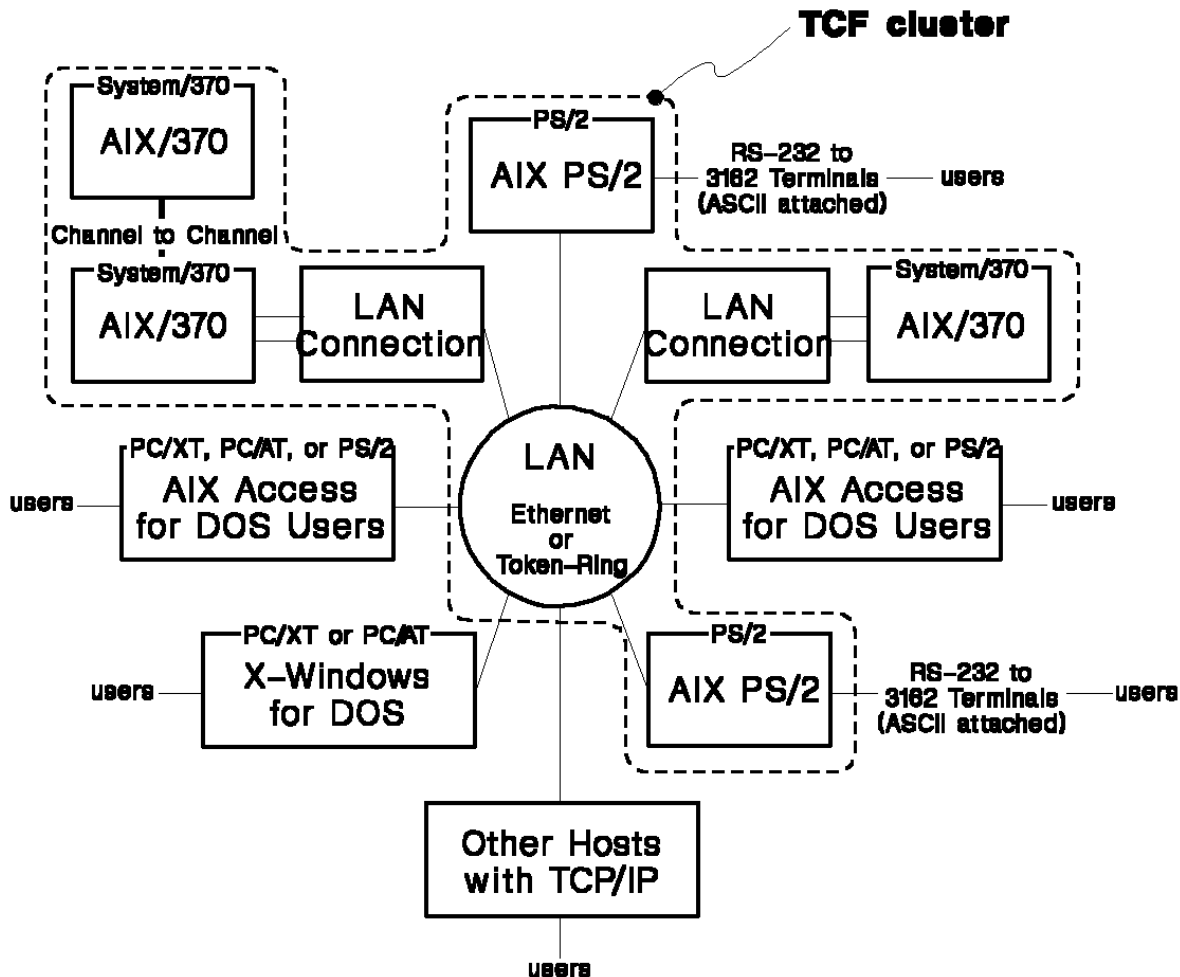 TCF cluster
System/370
AIX/370
Channel to Channel
System/370
AIX/370
LAN
Connection
PS/2
AIX PS/2
RS-232 to
3162 Terminals
(ASCII attached)
users
LAN
Connection
System/370
AIX/370
LAN
Ethernet
or
Token-Ring
users
PC/XT, PC/AT, or PS/2
AIX Access
for DOS Users
PC/XT, PC/AT, or PS/2
AIX Access
for DOS Users
users
users
PC/XT or PC/AT
X-Windows
for DOS
PS/2
AIX PS/2
RS-232 to
3162 Terminals
(ASCII attached)
users
Other Hosts
with TCP/IP
users